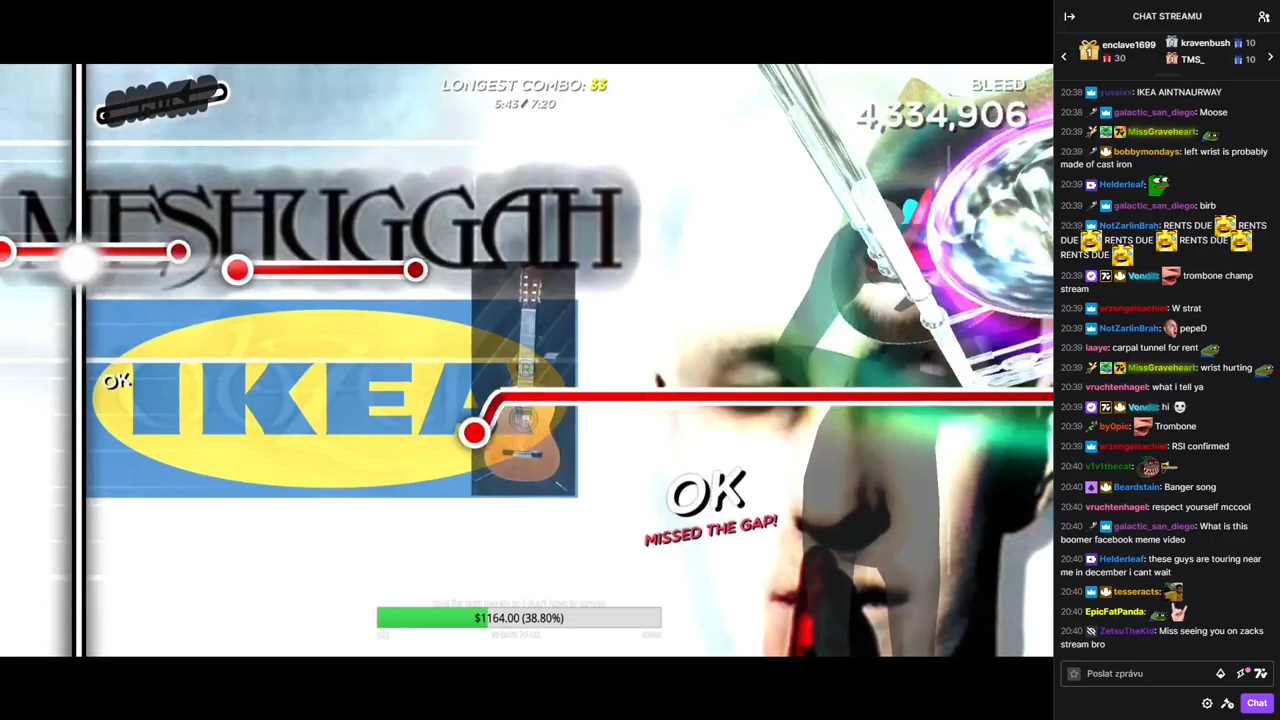 LONGEST COMBO: 33
5:43/ 7:20
BLEED
4,334,906
MESHUGGAH
IKEA
OK
OK
MISSED THE GAP!
$1164.00 (38.80%)
CHAT STREAMU
enclave1699
30
kravenbush 10
TMS_ 10
20:38 yussixx: IKEA AINTNAURWAY
20:38 galactic_san_diego: Moose
20:39 MissGraveheart:
20:39 bobbymondays: left wrist is probably
made of cast iron
20:39 Helderleaf:
20:39 galactic_san_diego: birb
20:39 NotZarlinBrah: RENTS DUE RENTS
DUE RENTS DUE RENTS DUE
RENTS DUE
20:39 Vonditi: trombone champ
stream
20:39 erzengelsachiel: W strat
20:39 NotZarlinBrah: pepeD
20:39 laaye: carpal tunnel for rent
20:39 MissGraveheart: wrist hurting
20:39 vruchtenhagel: what i tell ya
20:39 hi
20:39 by0pic: Trombone
20:39 erzengelsachiel: RSI confirmed
20:40 v1v1thecat:
20:40 Beardstain: Banger song
20:40 vruchtenhagel: respect yourself mccool
20:40 galactic_san_diego: What is this
boomer facebook meme video
20:40 Helderleaf: these guys are touring near
me in december i cant wait
20:40 tesseracts:
20:40 EpicFatPanda:
20:40 ZetsuTheKid: Miss seeing you on zacks
stream bro
Poslat zprávu
Chat